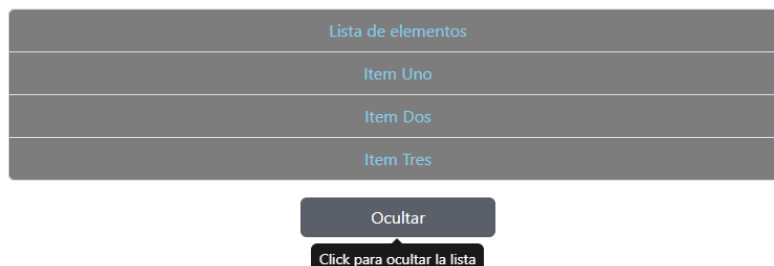 Lista de elementos
Item Uno
Item Dos
Item Tres
Ocultar
Click para ocultar la lista